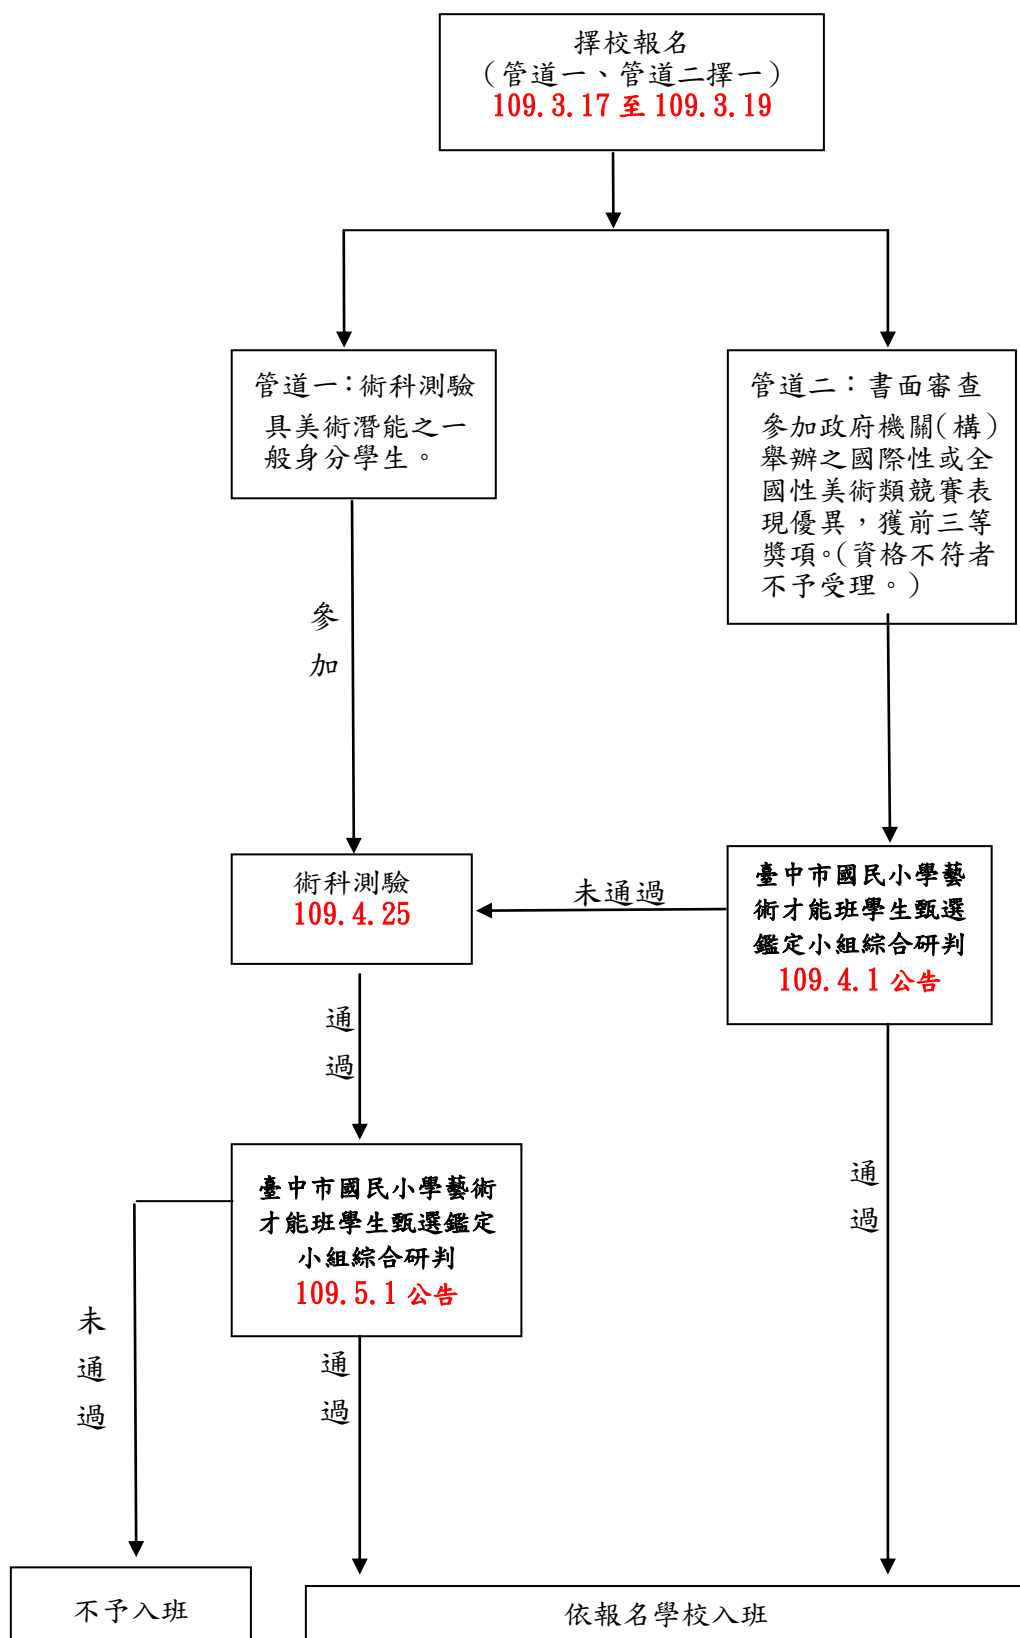 擇校報名
（管道一、管道二擇一）
109.3.17 至 109.3.19
管道一：術科測驗
具美術潛能之一
般身分學生。
管道二：書面審查
參加政府機關(構)
舉辦之國際性或全
國性美術類競賽表
現優異，獲前三等
獎項。(資格不符者
不予受理。)
參
加
術科測驗
109.4.25
未通過
臺中市國民小學藝
術才能班學生甄選
鑑定小組綜合研判
109.4.1 公告
通
過
臺中市國民小學藝術
才能班學生甄選鑑定
小組綜合研判
109.5.1 公告
通
過
未
通
過
通
過
不予入班
依報名學校入班